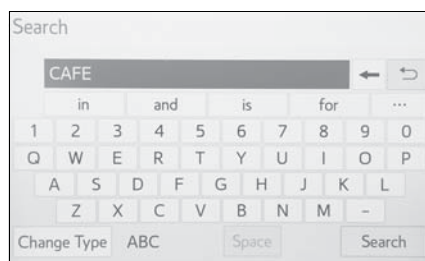 Search
CAFE
in and is for ...
1 2 3 4 5 6 7 8 9 0
Q W E R T Y U I O P
A S D F G H J K L
Z X C V B N M -
Change Type ABC Space Search